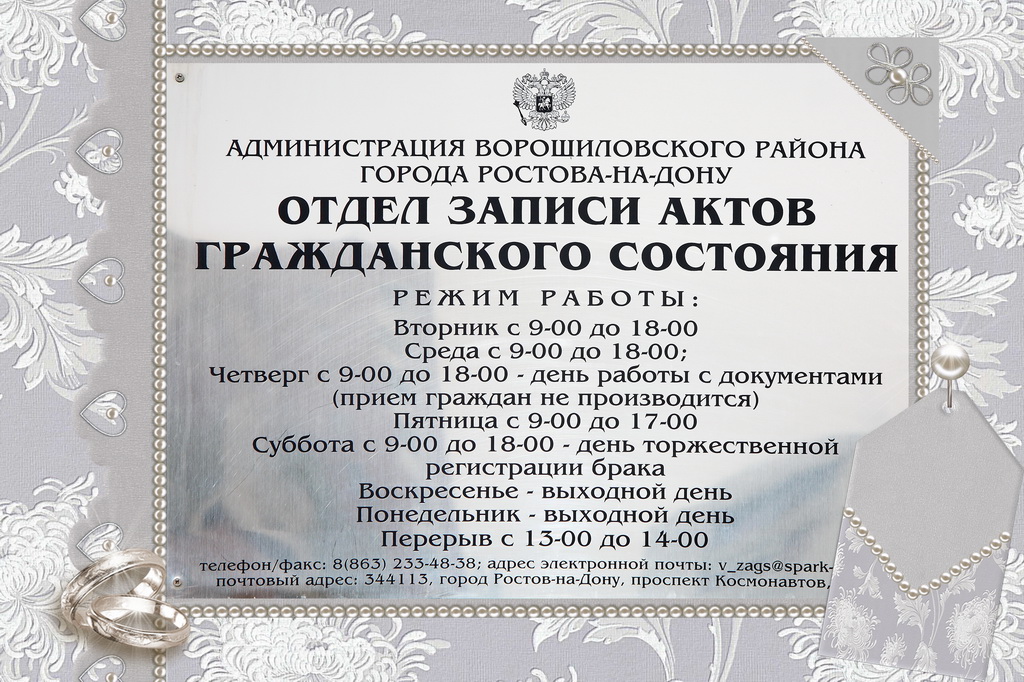 АДМИНИСТРАЦИЯ ВОРОШИЛОВСКОГО РАЙОНА
ГОРОДА РОСТОВА-НА-ДОНУ
ОТДЕЛ ЗАПИСИ АКТОВ
ГРАЖДАНСКОГО СОСТОЯНИЯ
РЕЖИМ РАБОТЫ:
Вторник с 9-00 до 18-00
Среда с 9-00 до 18-00;
Четверг с 9-00 до 18-00 - день работы с документами
(прием граждан не производится)
Пятница с 9-00 до 17-00
Суббота с 9-00 до 18-00 - день торжественной
регистрации брака
Воскресенье - выходной день
Понедельник - выходной день
Перерыв с 13-00 до 14-00
телефон/факс: 8(863) 233-48-38; адрес электронной почты: v_zags@spark-
почтовый адрес: 344113, город Ростов-на-Дону, проспект Космонавтов,